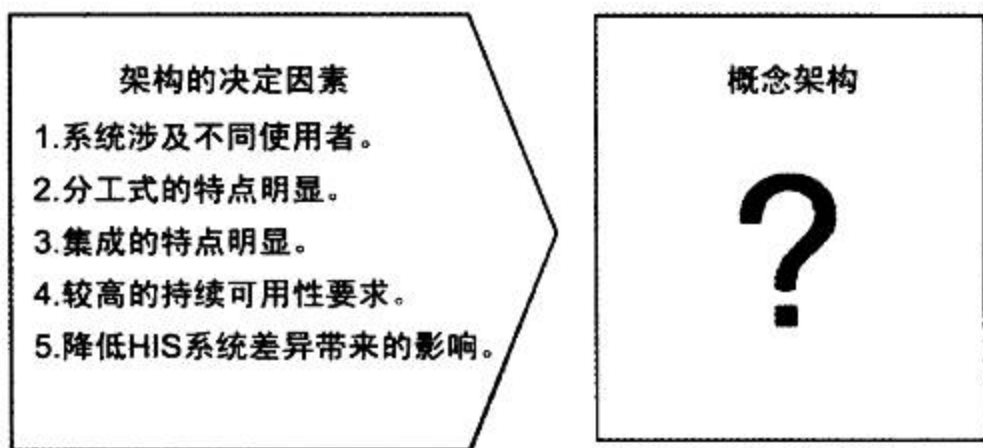 架构的决定因素
1.系统涉及不同使用者。
2.分工式的特点明显。
3.集成的特点明显。
4.较高的持续可用性要求。
5.降低HIS系统差异带来的影响。
概念架构
?